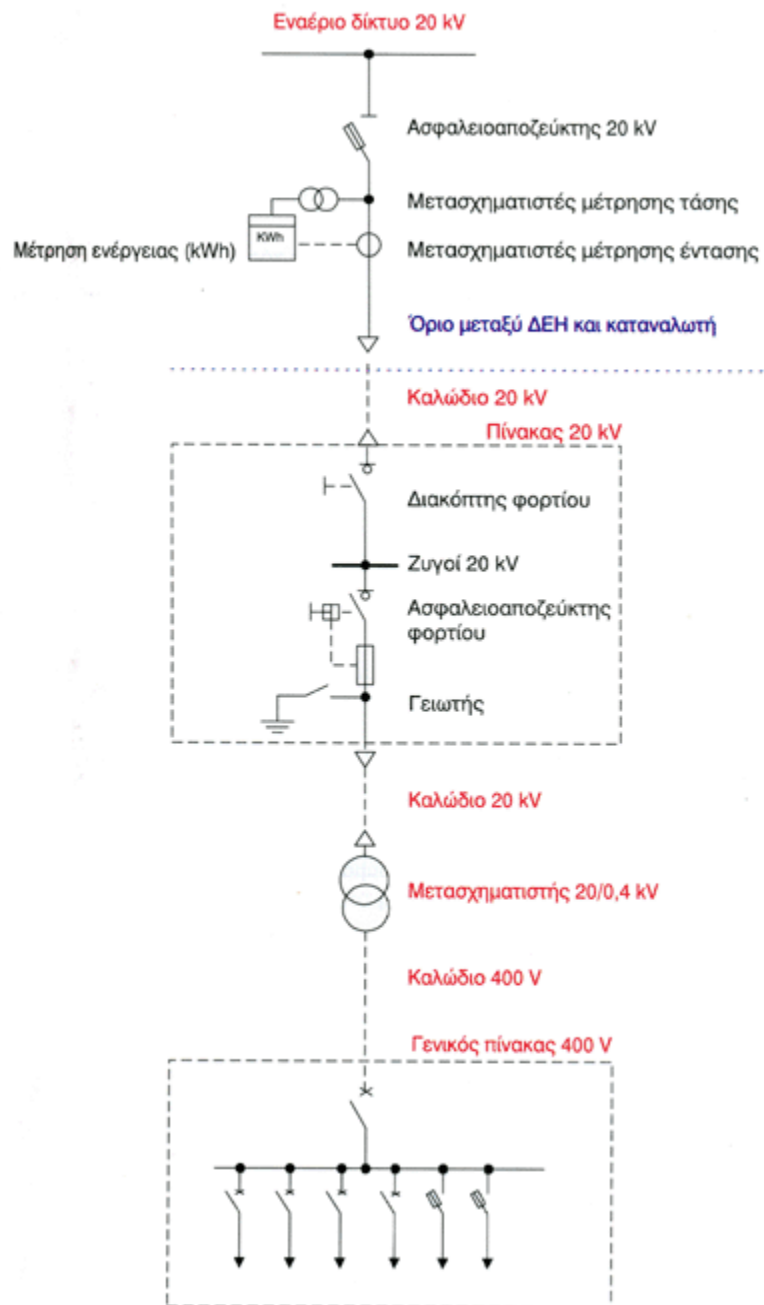 Εναέριο δίκτυο 20 kV
Ασφαλειοαποζεύκτης 20 kV
Μετασχηματιστές μέτρησης τάσης
KWh
Μέτρηση ενέργειας (kWh)
Μετασχηματιστές μέτρησης έντασης
Όριο μεταξύ ΔΕΗ και καταναλωτή
Καλώδιο 20 kV
Πίνακας 20 kV
Διακόπτης φορτίου
Ζυγοί 20 kV
Ασφαλειοαποζεύκτης
φορτίου
Γειωτής
Καλώδιο 20 kV
Μετασχηματιστής 20/0,4 kV
Καλώδιο 400 V
Γενικός πίνακας 400 V